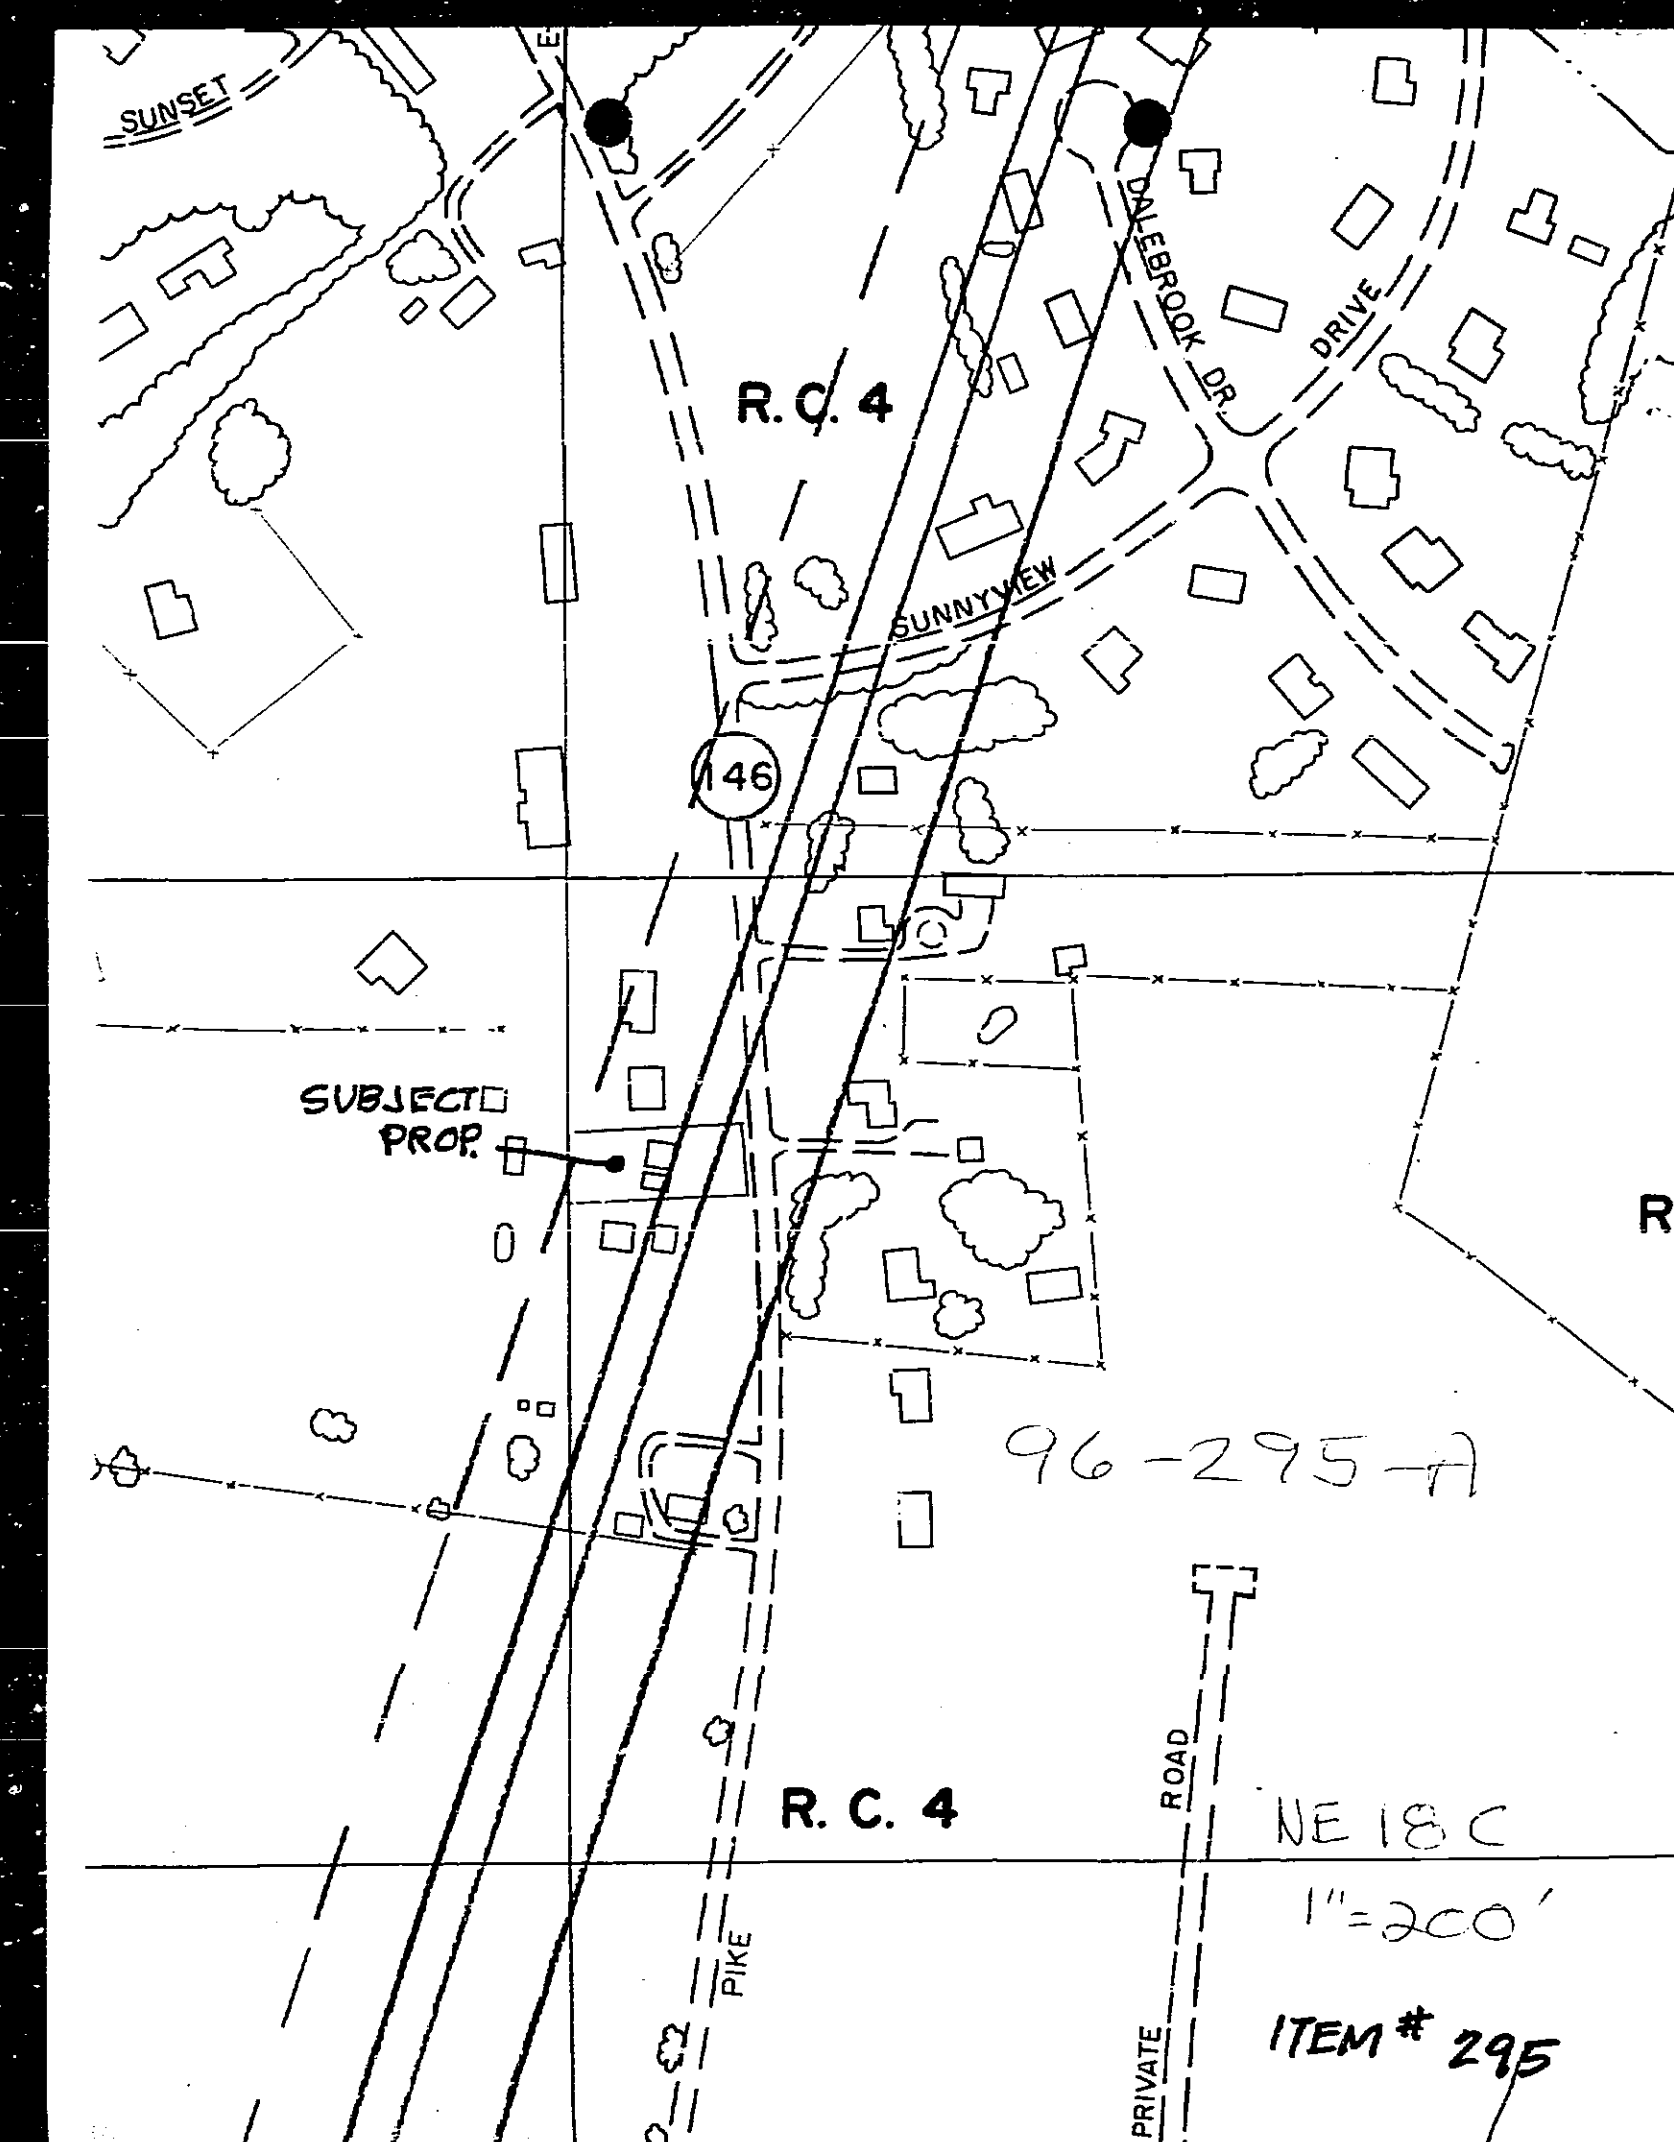 E
SUNSET
DALEBROOK DR.
DRIVE
R.C. 4
SUNNYVIEW
146
SUBJECT
PROP.
R
96-295-A
ROAD
R. C. 4
NE 18 C
1"=200'
PIKE
ITEM # 295
PRIVATE